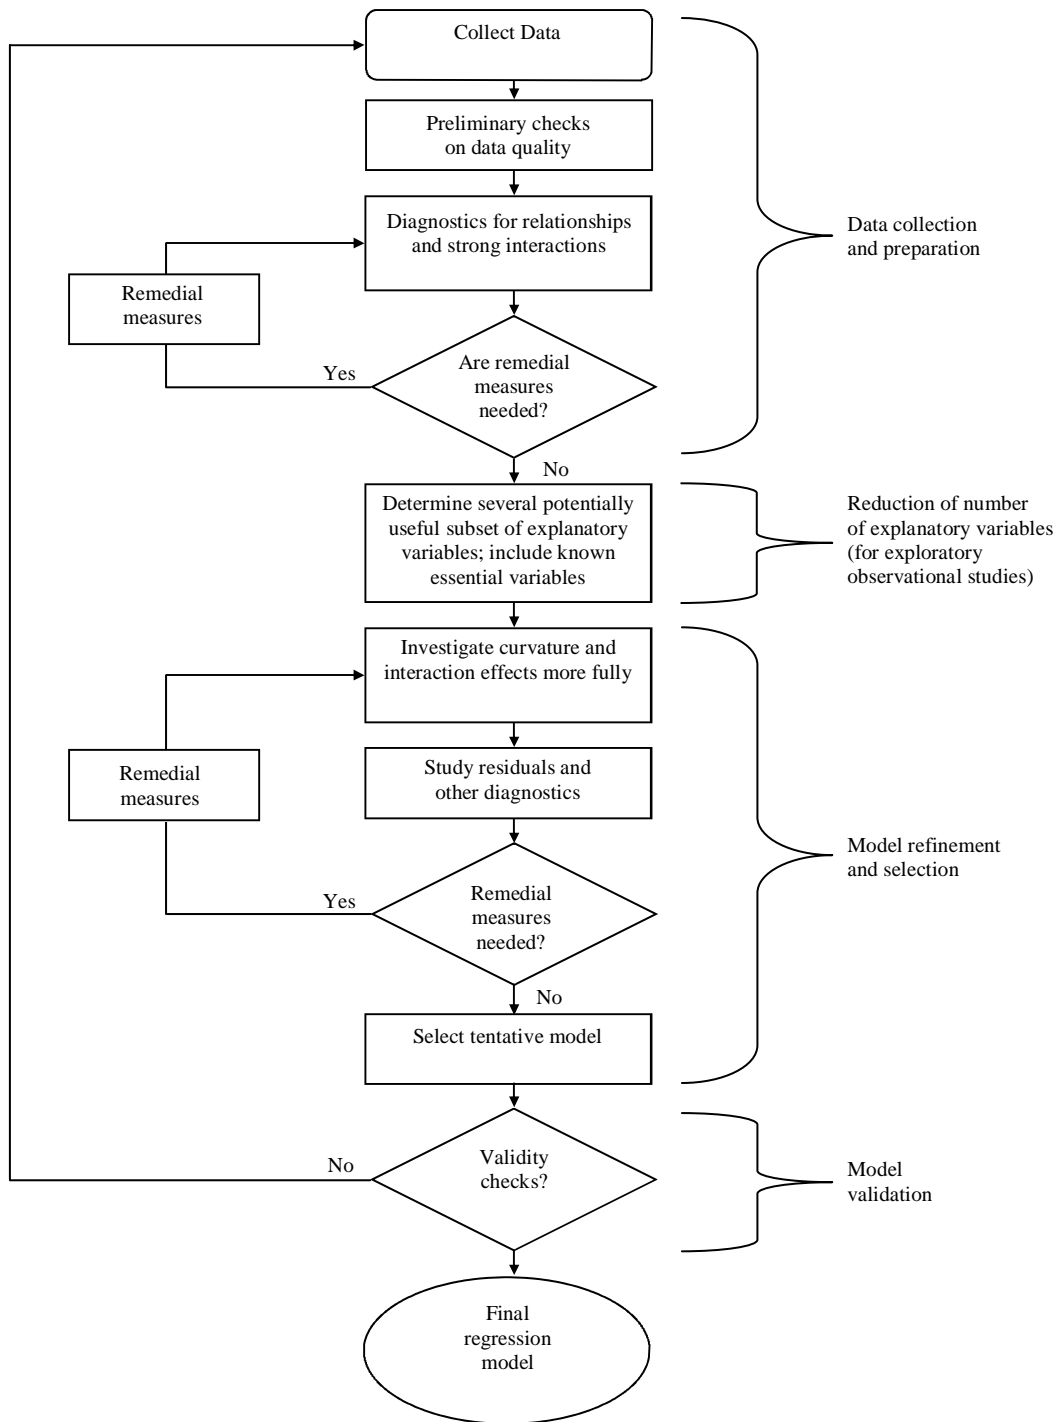 Collect Data
Preliminary checks
on data quality
Diagnostics for relationships
and strong interactions
Data collection
and preparation
Remedial
measures
Yes
Are remedial
measures
needed?
No
Determine several potentially
useful subset of explanatory
variables; include known
essential variables
Reduction of number
of explanatory variables
(for exploratory
observational studies)
Investigate curvature and
interaction effects more fully
Remedial
measures
Study residuals and
other diagnostics
Model refinement
and selection
Yes
Remedial
measures
needed?
No
Select tentative model
No
Validity
checks?
Model
validation
Final
regression
model